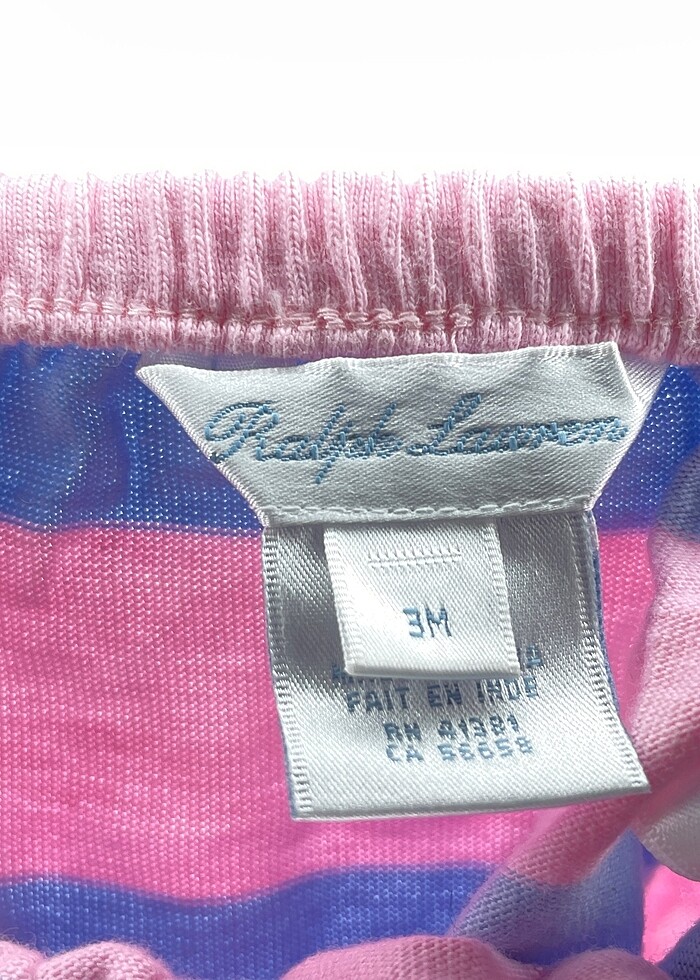 Ralph Lauren
3M
FAIT EN INDE
RN 41381
CA 56658